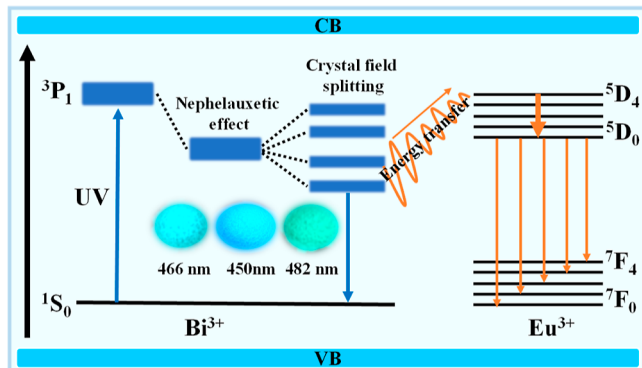 CB
Crystal field
splitting
³P₁
Nephelauxetic
effect
Energy transfer
⁵D₄
⁵D₀
UV
466 nm 450nm 482 nm
⁷F₄
⁷F₀
¹S₀
Bi³⁺
Eu³⁺
VB